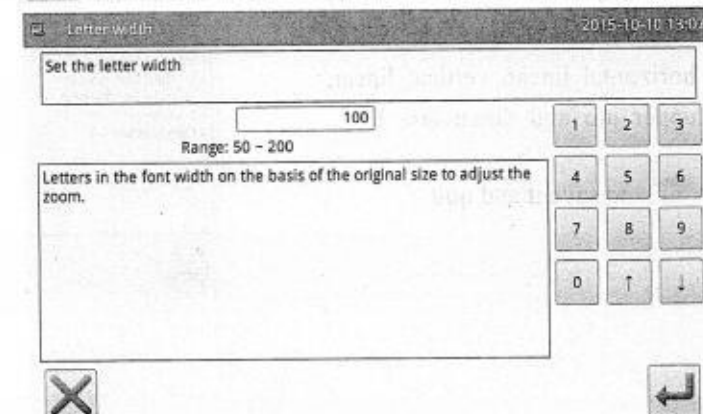 Letter width
2015-10-10 13:07
Set the letter width
100
Range: 50 ~ 200
1 2 3
Letters in the font width on the basis of the original size to adjust the
zoom.
4 5 6
7 8 9
0 ↑ ↓